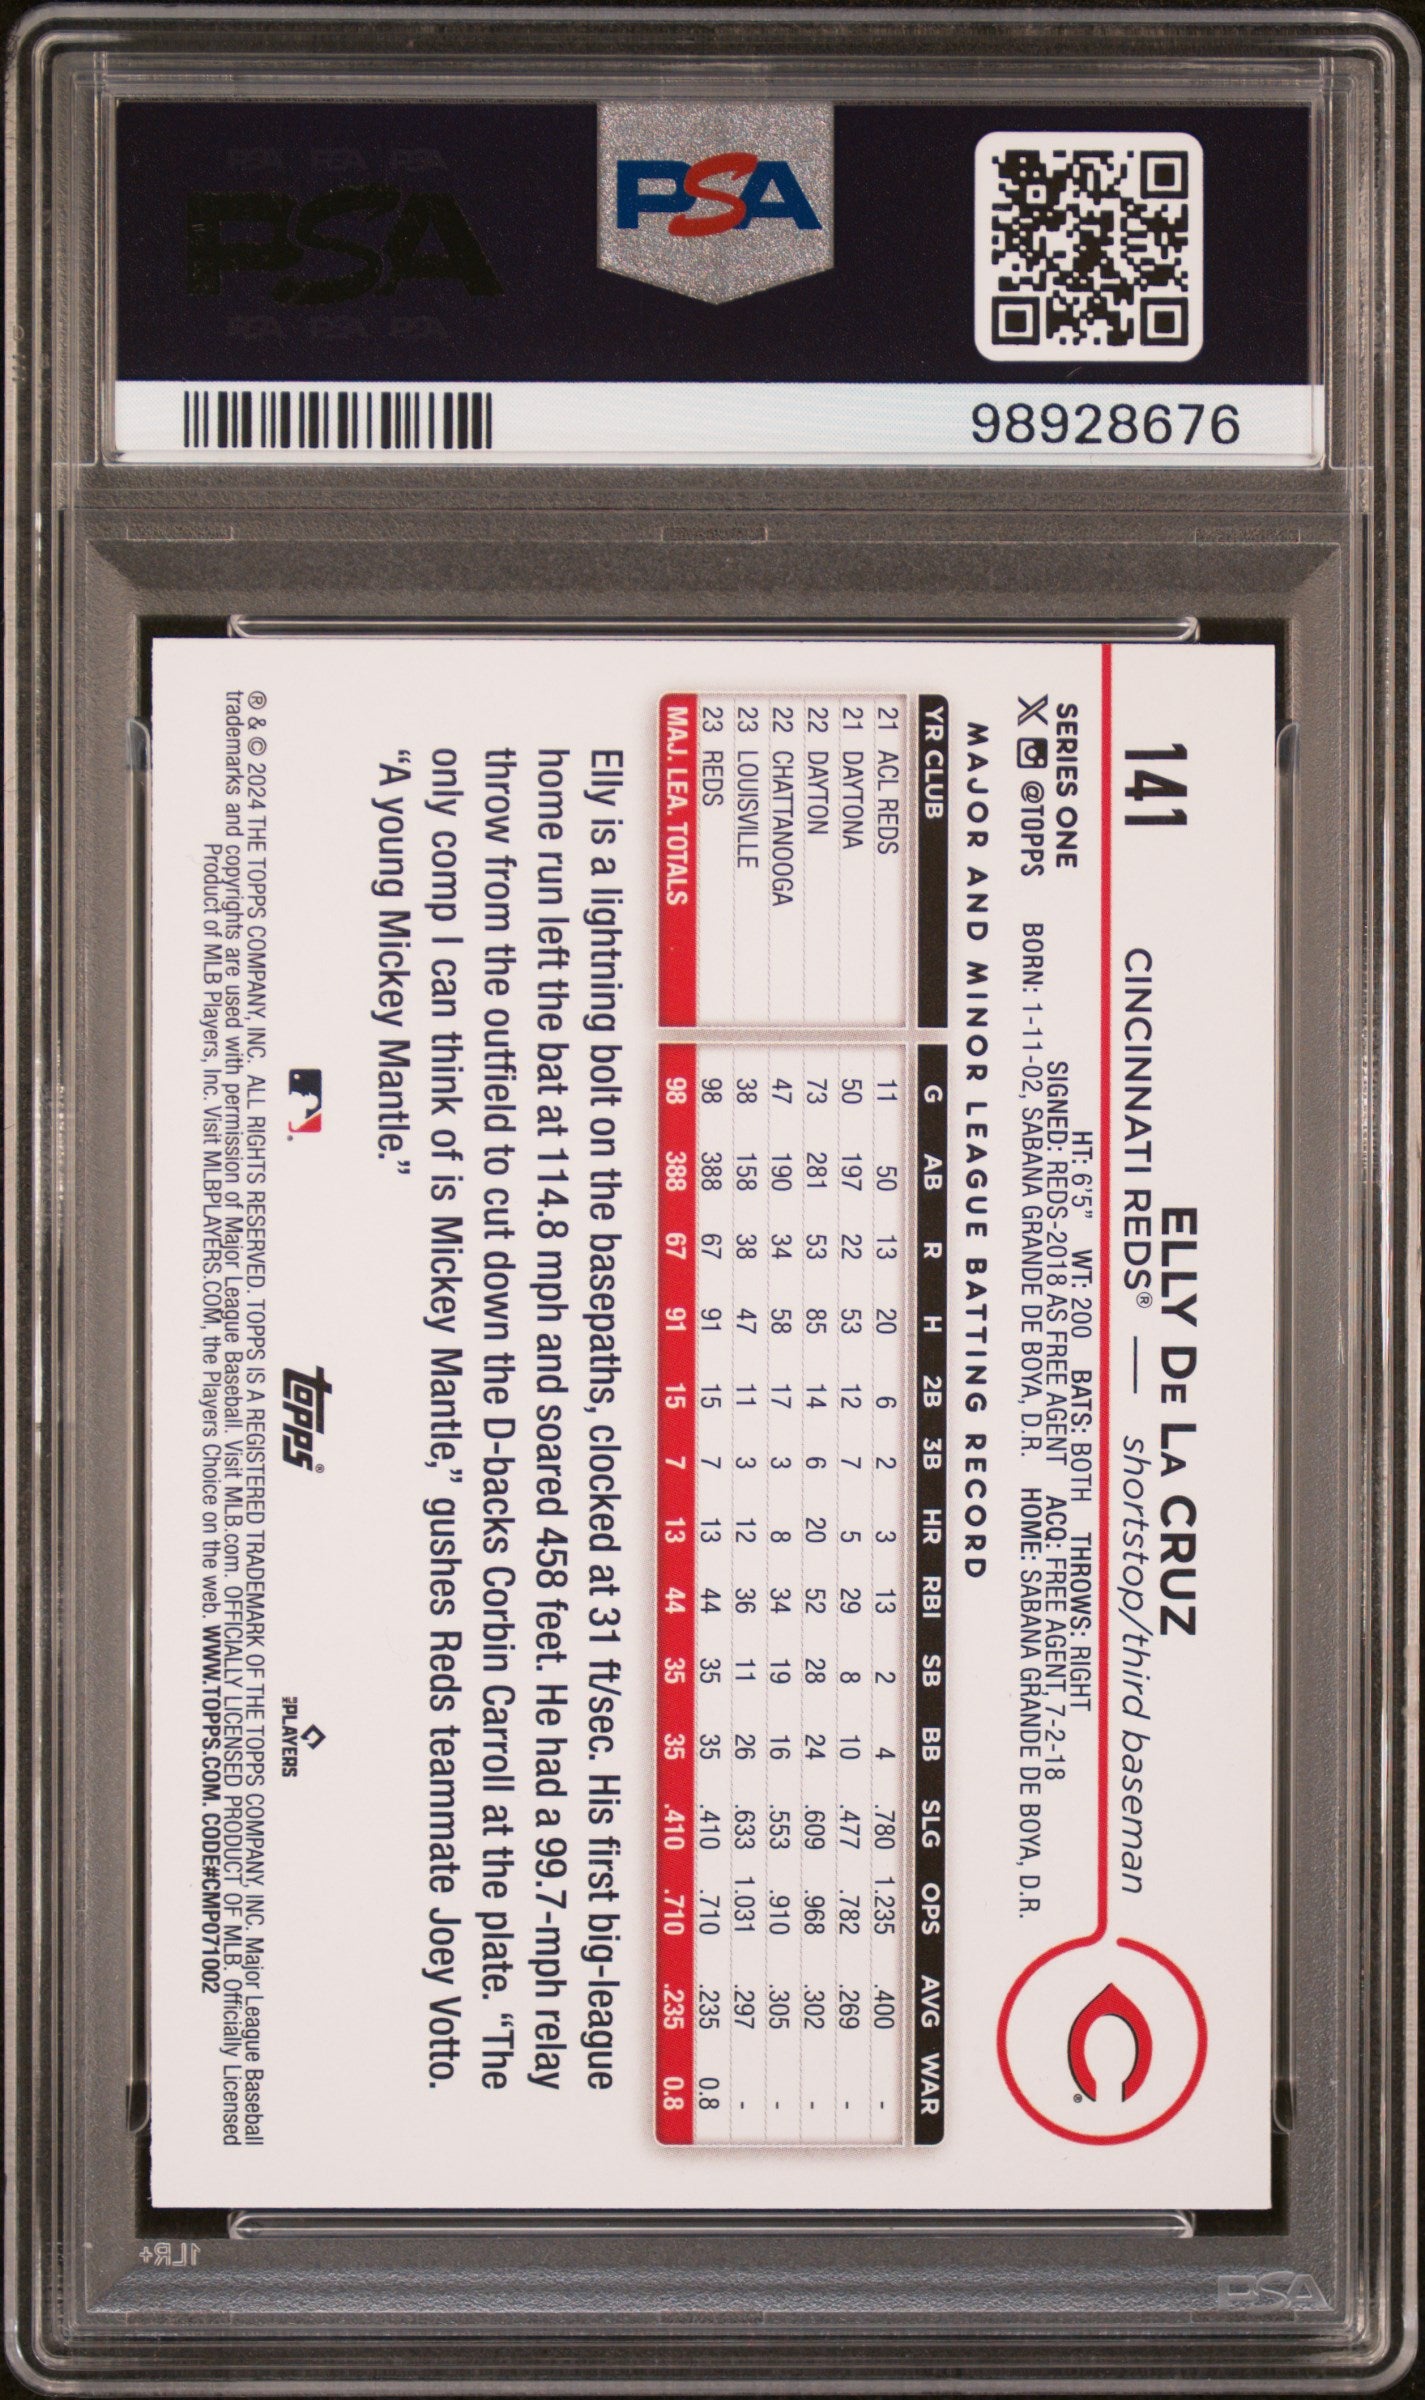 PSA PSA PSA
PSA
PSA PSA PSA
PSA
98928676
141
ELLY DE LA CRUZ
CINCINNATI REDS® — shortstop/third baseman
SERIES ONE
@TOPPS
HT: 6'5" WT: 200 BATS: BOTH THROWS: RIGHT
SIGNED: REDS-2018 AS FREE AGENT ACQ: FREE AGENT, 7-2-18
BORN: 1-11-02, SABANA GRANDE DE BOYA, D.R. HOME: SABANA GRANDE DE BOYA, D.R.
C®
MAJOR AND MINOR LEAGUE BATTING RECORD
YR CLUB G AB R H 2B 3B HR RBI SB BB SLG OPS AVG WAR
21 ACL REDS 11 50 13 20 6 2 3 13 2 4 .780 1.235 .400 -
21 DAYTONA 50 197 22 53 12 7 5 29 8 10 .477 .782 .269 -
22 DAYTON 73 281 53 85 14 6 20 52 28 24 .609 .968 .302 -
22 CHATTANOOGA 47 190 34 58 17 3 8 34 19 16 .553 .910 .305 -
23 LOUISVILLE 38 158 38 47 11 3 12 36 11 26 .633 1.031 .297 -
23 REDS 98 388 67 91 15 7 13 44 35 35 .410 .710 .235 0.8
MAJ. LEA. TOTALS 98 388 67 91 15 7 13 44 35 35 .410 .710 .235 0.8
Elly is a lightning bolt on the basepaths, clocked at 31 ft/sec. His first big-league
home run left the bat at 114.8 mph and soared 458 feet. He had a 99.7-mph relay
throw from the outfield to cut down the D-backs Corbin Carroll at the plate. “The
only comp I can think of is Mickey Mantle,” gushes Reds teammate Joey Votto.
“A young Mickey Mantle.”
topps®
MLB PLAYERS
® & © 2024 THE TOPPS COMPANY, INC. ALL RIGHTS RESERVED. TOPPS IS A REGISTERED TRADEMARK OF THE TOPPS COMPANY, INC. Major League Baseball
trademarks and copyrights are used with permission of Major League Baseball. Visit MLB.com. OFFICIALLY LICENSED PRODUCT OF MLB. Officially Licensed
Product of MLB Players, Inc. Visit MLBPLAYERS.COM, the Players Choice on the web. WWW.TOPPS.COM. CODE#CMP071002
1LR+
PSA